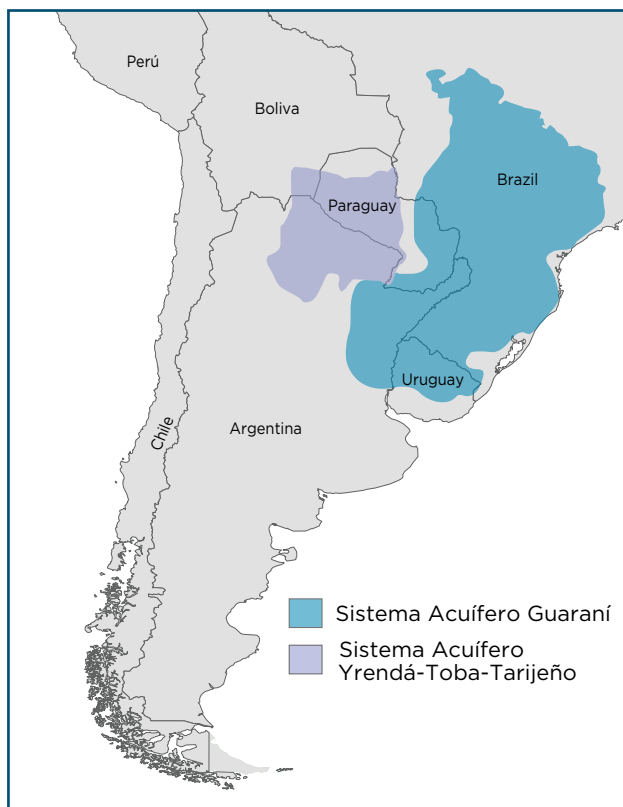 Perú
Boliva
Brazil
Paraguay
Uruguay
Chile
Argentina
Sistema Acuífero Guaraní
Sistema Acuífero
Yrendá-Toba-Tarijeño